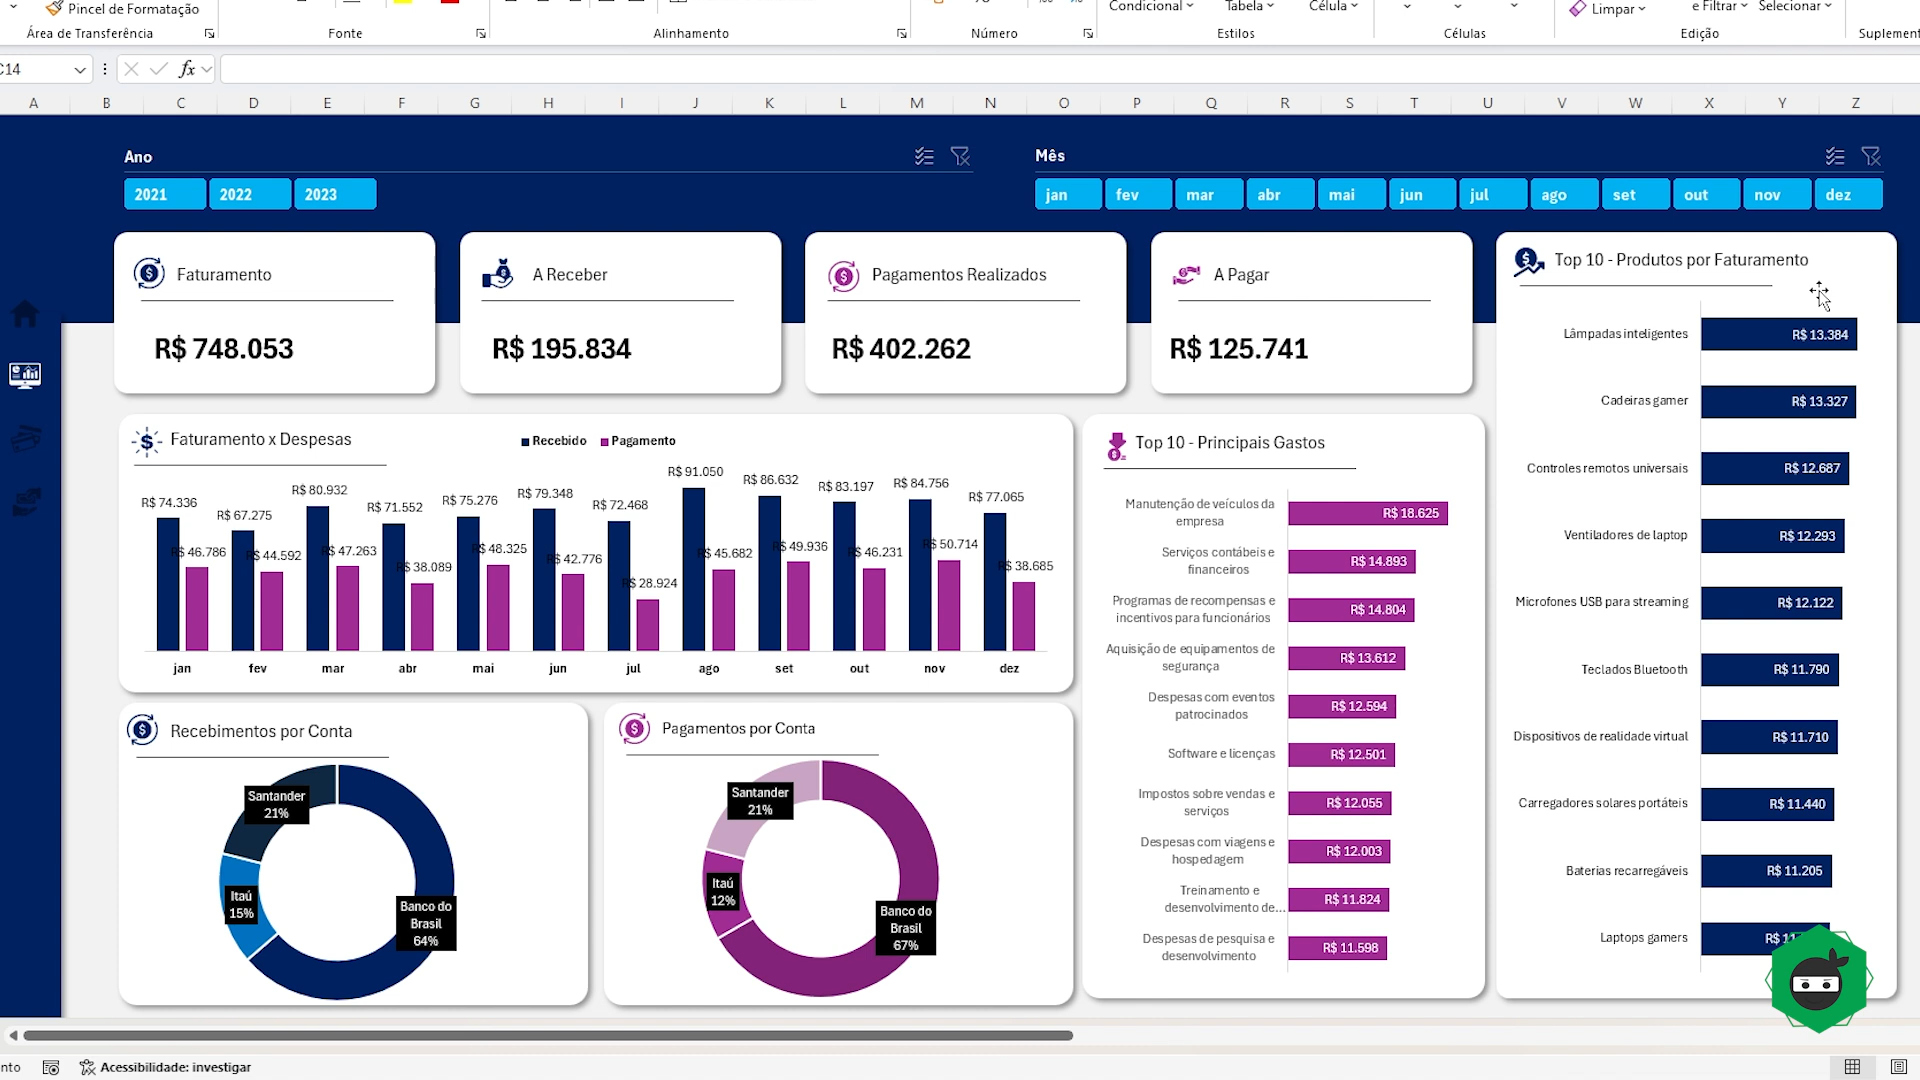 Pincel de Formatação
Condicional
Tabela
Célula
Limpar
e Filtrar
Selecionar
Área de Transferência
Fonte
Alinhamento
Número
Estilos
Células
Edição
fx
A B C D E F G H I J K L M N O P Q R S T U V W X Y Z
Ano
2021 2022 2023
Mês
jan fev mar abr mai jun jul ago set out nov dez
Faturamento
R$ 748.053
A Receber
R$ 195.834
Pagamentos Realizados
R$ 402.262
A Pagar
R$ 125.741
Top 10 - Produtos por Faturamento
Lâmpadas inteligentes R$ 13.384
Cadeiras gamer R$ 13.327
Controles remotos universais R$ 12.687
Ventiladores de laptop R$ 12.293
Microfones USB para streaming R$ 12.122
Teclados Bluetooth R$ 11.790
Dispositivos de realidade virtual R$ 11.710
Carregadores solares portáteis R$ 11.440
Baterias recarregáveis R$ 11.205
Laptops gamers
Faturamento x Despesas
Recebido Pagamento
R$ 74.336 R$ 67.275 R$ 80.932 R$ 71.552 R$ 75.276 R$ 79.348 R$ 72.468 R$ 91.050 R$ 86.632 R$ 83.197 R$ 84.756 R$ 77.065
R$ 46.786 R$ 44.592 R$ 47.263 R$ 38.089 R$ 48.325 R$ 42.776 R$ 28.924 R$ 45.682 R$ 49.936 R$ 46.231 R$ 50.714 R$ 38.685
jan fev mar abr mai jun jul ago set out nov dez
Top 10 - Principais Gastos
Manutenção de veículos da
empresa
R$ 18.625
Serviços contábeis e
financeiros
R$ 14.893
Programas de recompensas e
incentivos para funcionários
R$ 14.804
Aquisição de equipamentos de
segurança
R$ 13.612
Despesas com eventos
patrocinados
R$ 12.594
Software e licenças
R$ 12.501
Impostos sobre vendas e
serviços
R$ 12.055
Despesas com viagens e
hospedagem
R$ 12.003
Treinamento e
desenvolvimento de...
R$ 11.824
Despesas de pesquisa e
desenvolvimento
R$ 11.598
Recebimentos por Conta
Santander
21%
Itaú
15%
Banco do
Brasil
64%
Pagamentos por Conta
Santander
21%
Itaú
12%
Banco do
Brasil
67%
Acessibilidade: investigar